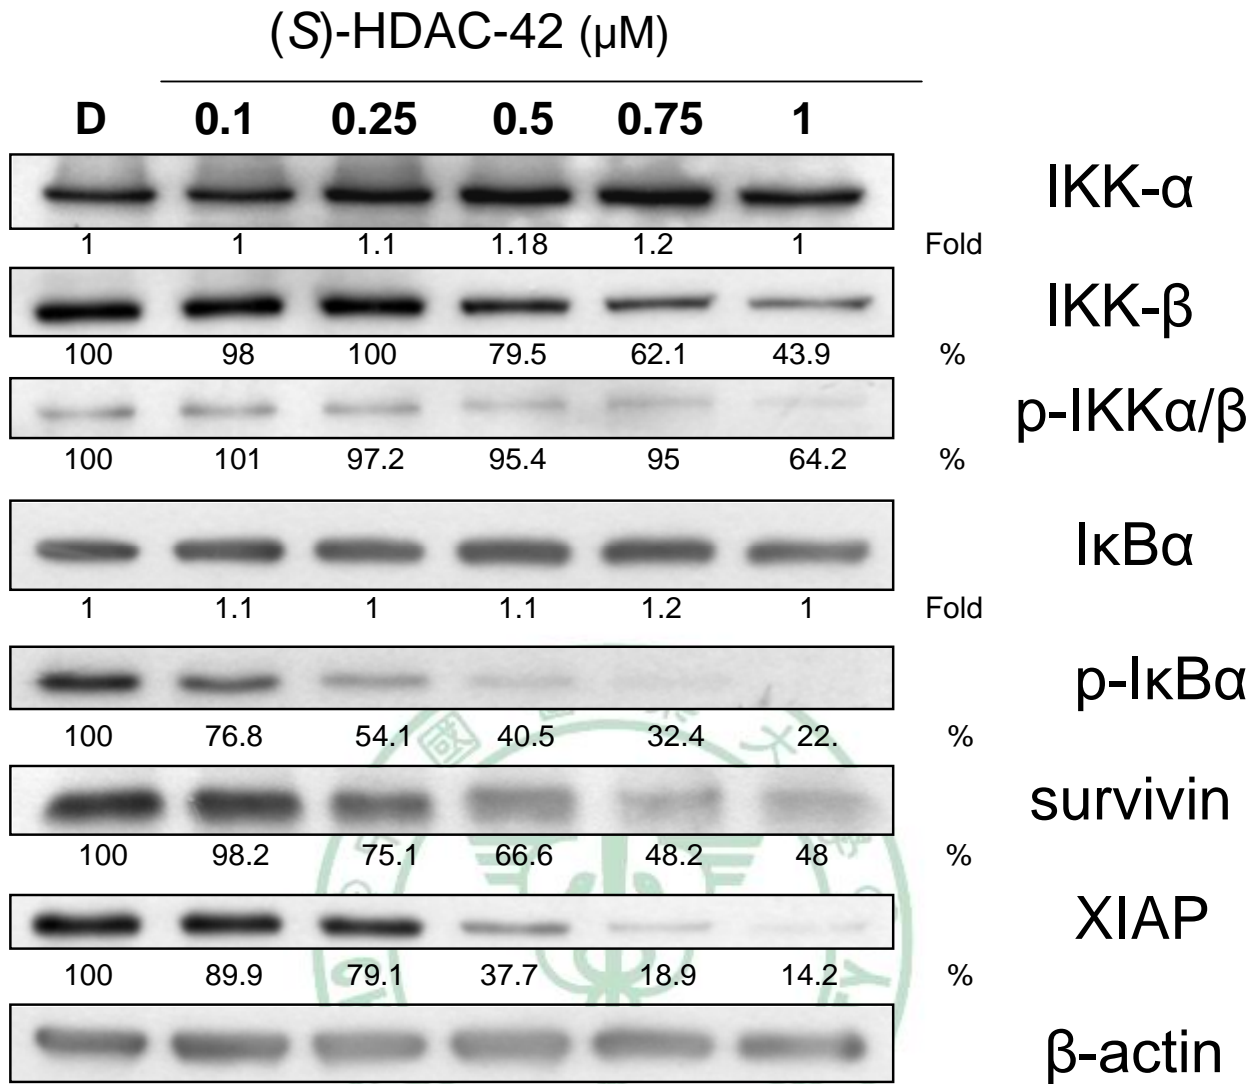 (S)-HDAC-42 (μM)
D 0.1 0.25 0.5 0.75 1
IKK-α
1 1 1.1 1.18 1.2 1 Fold
IKK-β
100 98 100 79.5 62.1 43.9 %
p-IKKα/β
100 101 97.2 95.4 95 64.2 %
IκBα
1 1.1 1 1.1 1.2 1 Fold
p-IκBα
100 76.8 54.1 40.5 32.4 22. %
survivin
100 98.2 75.1 66.6 48.2 48 %
XIAP
100 89.9 79.1 37.7 18.9 14.2 %
β-actin